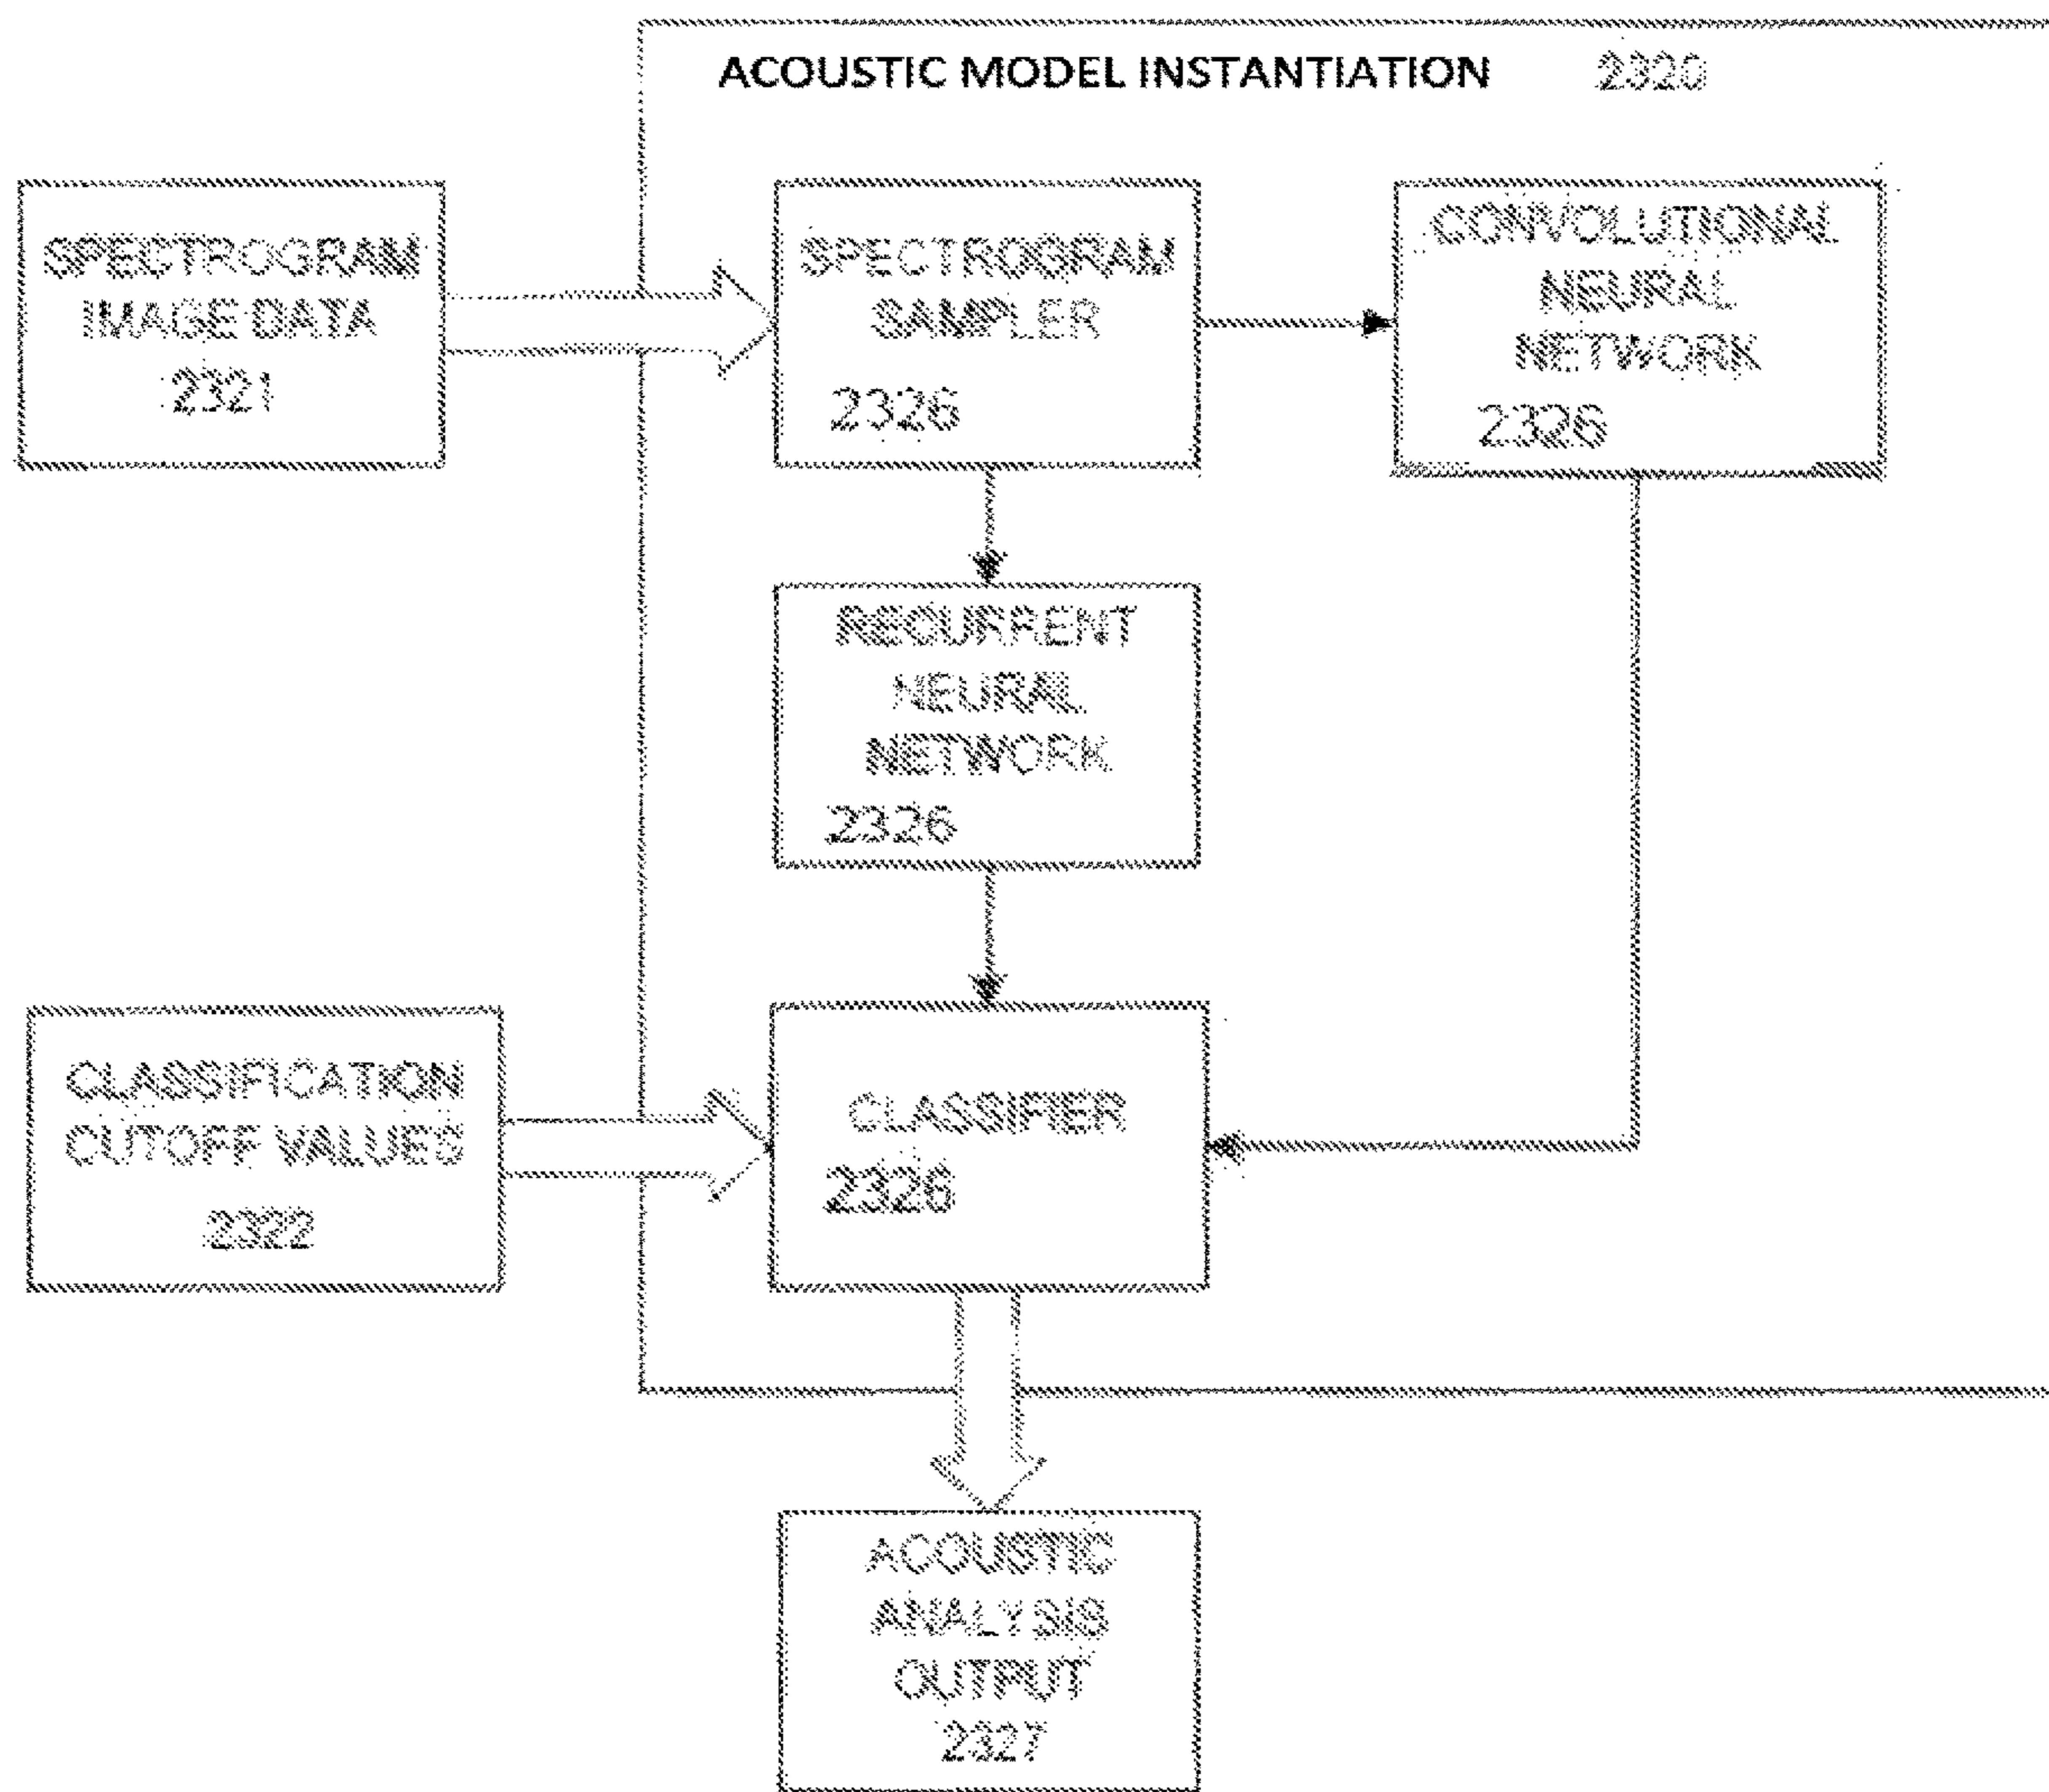 ACOUSTIC MODEL INSTANTIATION 2320
SPECTROGRAM
IMAGE DATA
2321
SPECTROGRAM
SAMPLER
2326
CONVOLUTIONAL
NEURAL
NETWORK
2326
RECURRENT
NEURAL
NETWORK
2326
CLASSIFICATION
CUTOFF VALUES
2322
CLASSIFIER
2326
ACOUSTIC
ANALYSIS
OUTPUT
2327